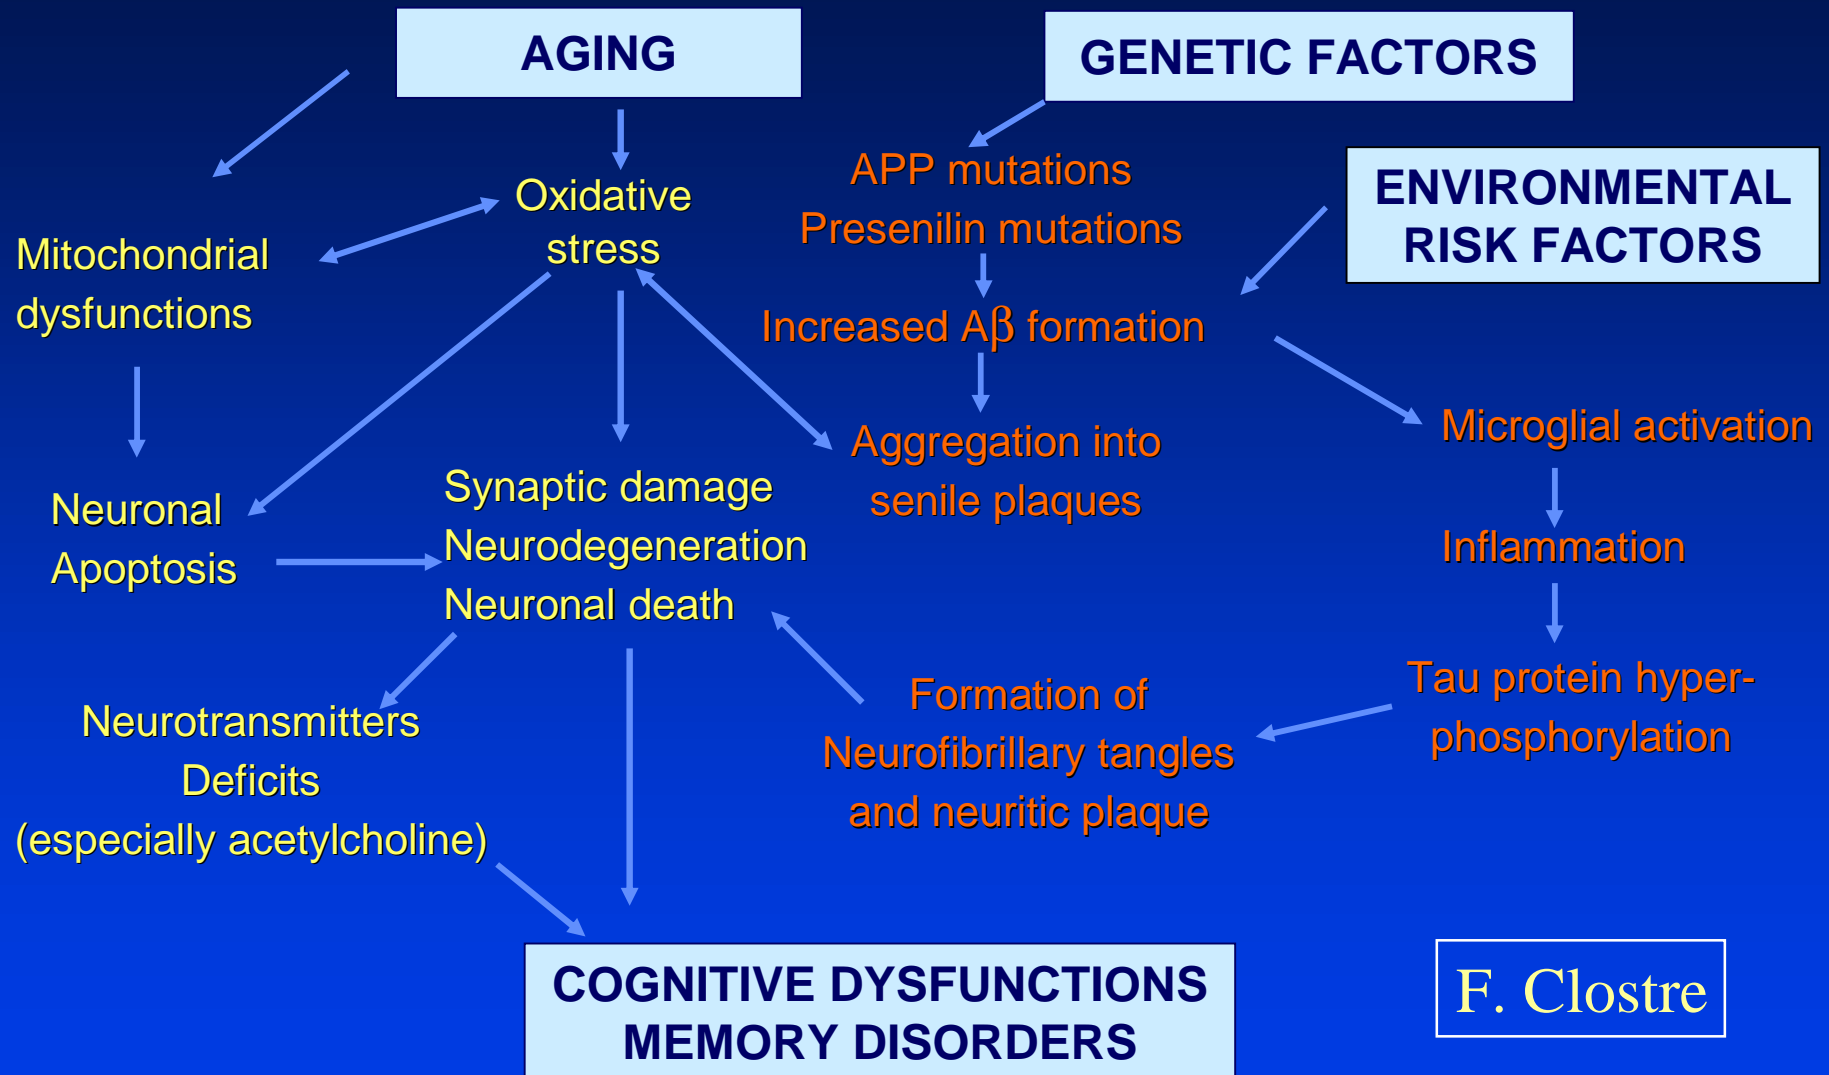 AGING
GENETIC FACTORS
APP mutations
Presenilin mutations
ENVIRONMENTAL
RISK FACTORS
Oxidative
stress
Mitochondrial
dysfunctions
Increased Aβ formation
Aggregation into
senile plaques
Microglial activation
Synaptic damage
Neurodegeneration
Neuronal death
Neuronal
Apoptosis
Inflammation
Tau protein hyper-
phosphorylation
Formation of
Neurofibrillary tangles
and neuritic plaque
Neurotransmitters
Deficits
(especially acetylcholine)
COGNITIVE DYSFUNCTIONS
MEMORY DISORDERS
F. Clostre